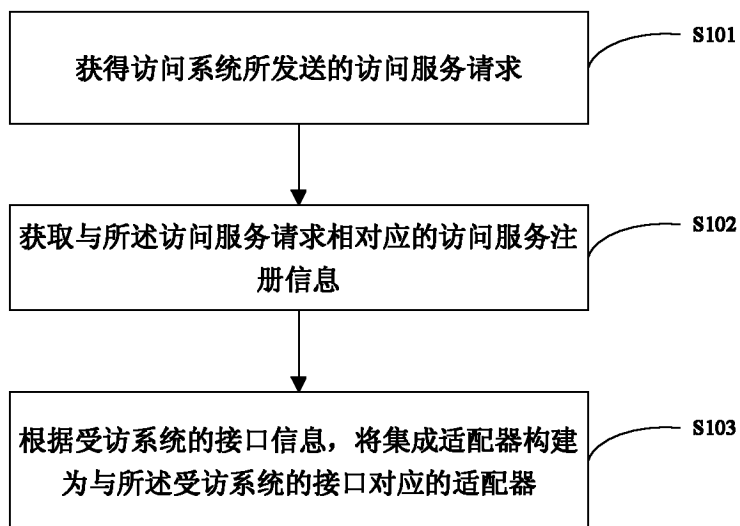 获得访问系统所发送的访问服务请求
S101
获取与所述访问服务请求相对应的访问服务注
册信息
S102
根据受访系统的接口信息，将集成适配器构建
为与所述受访系统的接口对应的适配器
S103